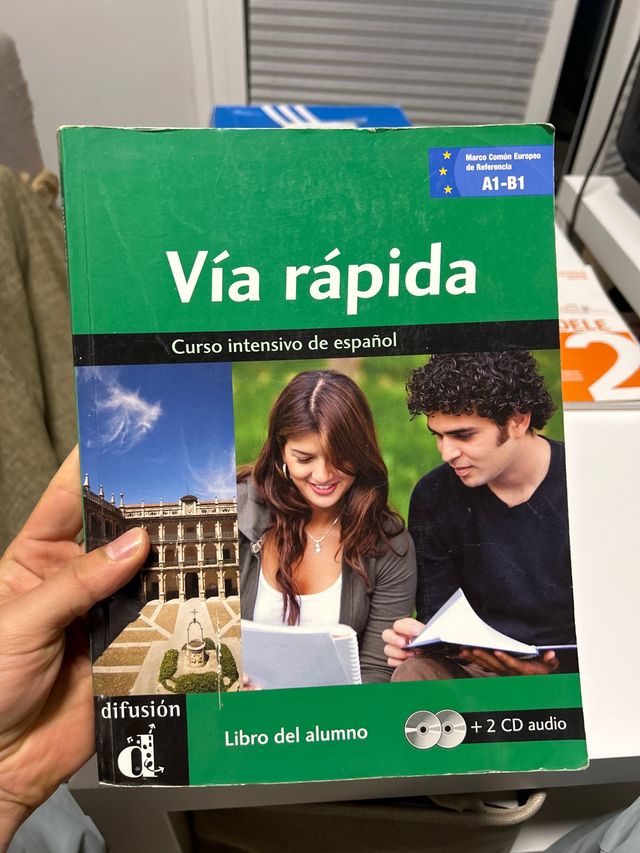 Marco Común Europeo
de Referencia
A1-B1
Vía rápida
Curso intensivo de español
DELE
2
difusión
d
Libro del alumno
+ 2 CD audio